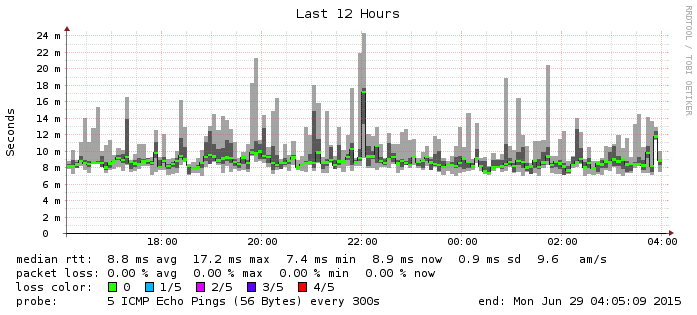 Last 12 Hours
RRDTOOL / TOBI OETIKER
Seconds
24 m
22 m
20 m
18 m
16 m
14 m
12 m
10 m
8 m
6 m
4 m
2 m
0
18:00 20:00 22:00 00:00 02:00 04:00
median rtt: 8.8 ms avg 17.2 ms max 7.4 ms min 8.9 ms now 0.9 ms sd 9.6 am/s
packet loss: 0.00 % avg 0.00 % max 0.00 % min 0.00 % now
loss color: 0 1/5 2/5 3/5 4/5
probe: 5 ICMP Echo Pings (56 Bytes) every 300s end: Mon Jun 29 04:05:09 2015